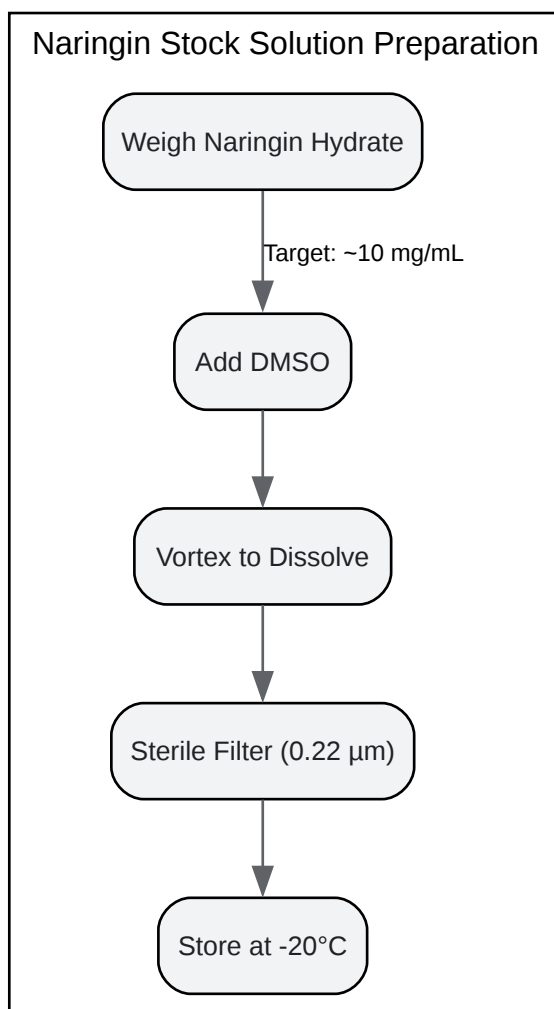 Naringin Stock Solution Preparation
Weigh Naringin Hydrate
Target: ~10 mg/mL
Add DMSO
Vortex to Dissolve
Sterile Filter (0.22 µm)
Store at -20°C